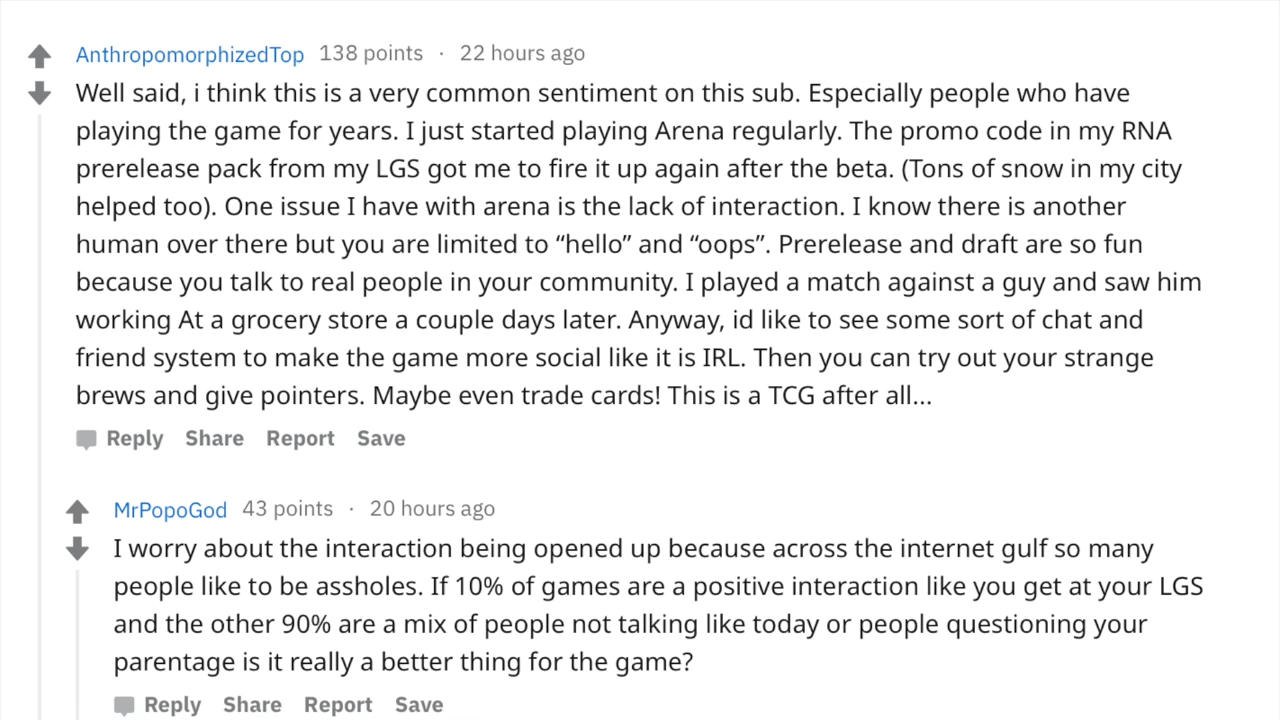 AnthropomorphizedTop 138 points · 22 hours ago
Well said, i think this is a very common sentiment on this sub. Especially people who have
playing the game for years. I just started playing Arena regularly. The promo code in my RNA
prerelease pack from my LGS got me to fire it up again after the beta. (Tons of snow in my city
helped too). One issue I have with arena is the lack of interaction. I know there is another
human over there but you are limited to “hello” and “oops”. Prerelease and draft are so fun
because you talk to real people in your community. I played a match against a guy and saw him
working At a grocery store a couple days later. Anyway, id like to see some sort of chat and
friend system to make the game more social like it is IRL. Then you can try out your strange
brews and give pointers. Maybe even trade cards! This is a TCG after all...
Reply Share Report Save
MrPopoGod 43 points · 20 hours ago
I worry about the interaction being opened up because across the internet gulf so many
people like to be assholes. If 10% of games are a positive interaction like you get at your LGS
and the other 90% are a mix of people not talking like today or people questioning your
parentage is it really a better thing for the game?
Reply Share Report Save